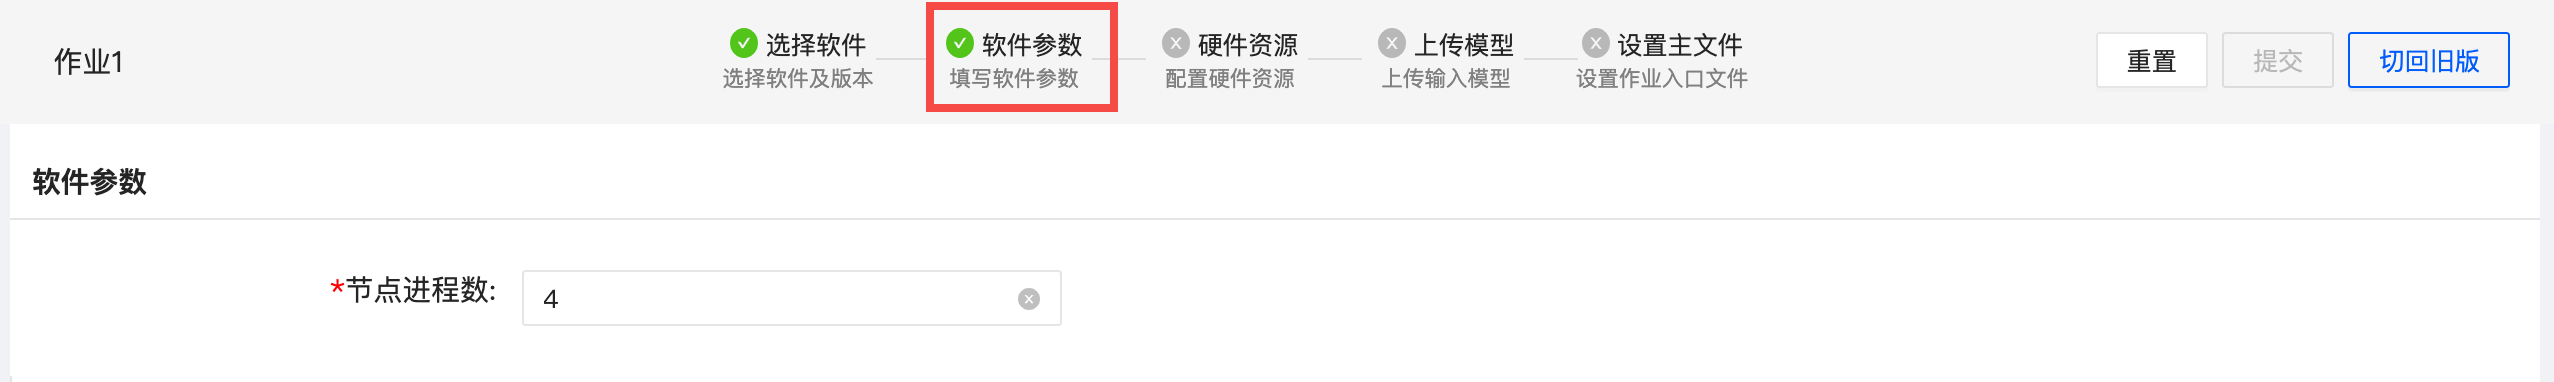 作业1
选择软件
选择软件及版本
软件参数
填写软件参数
硬件资源
配置硬件资源
上传模型
上传输入模型
设置主文件
设置作业入口文件
重置
提交
切回旧版
软件参数
*节点进程数:
4